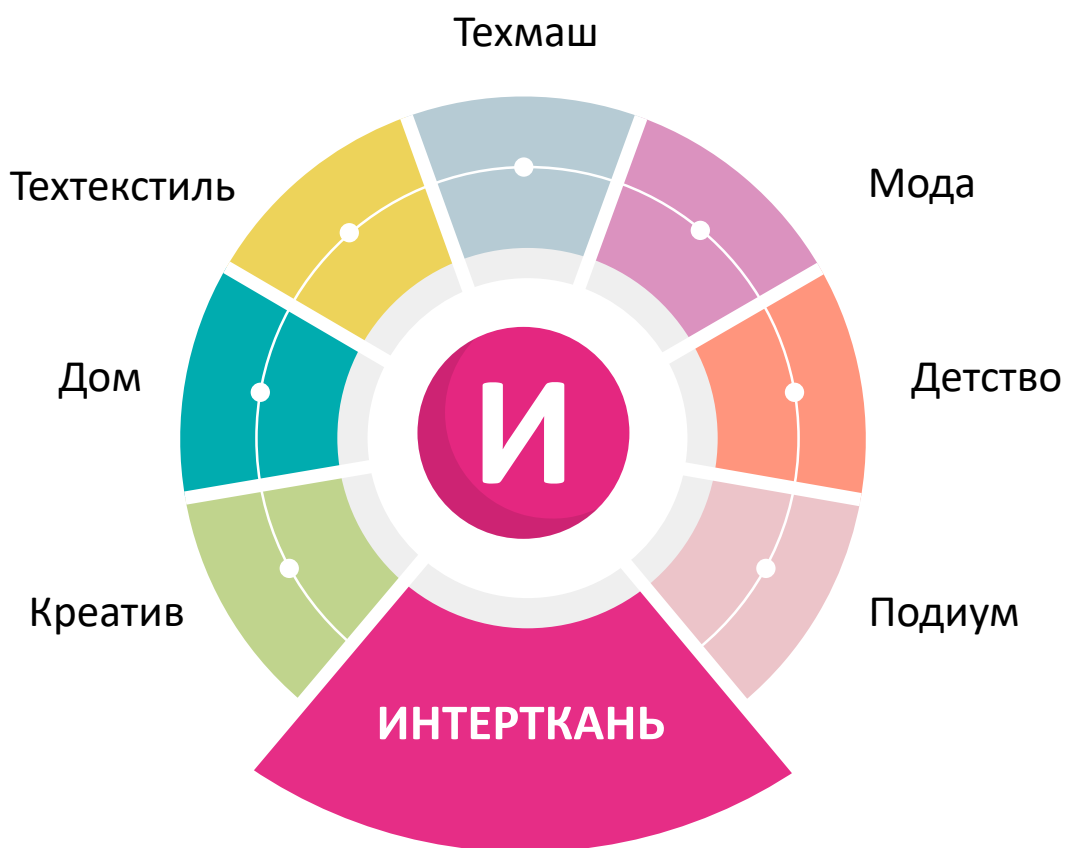 Техмаш
Техтекстиль
Мода
Дом
Детство
И
Креатив
Подиум
ИНТЕРТКАНЬ